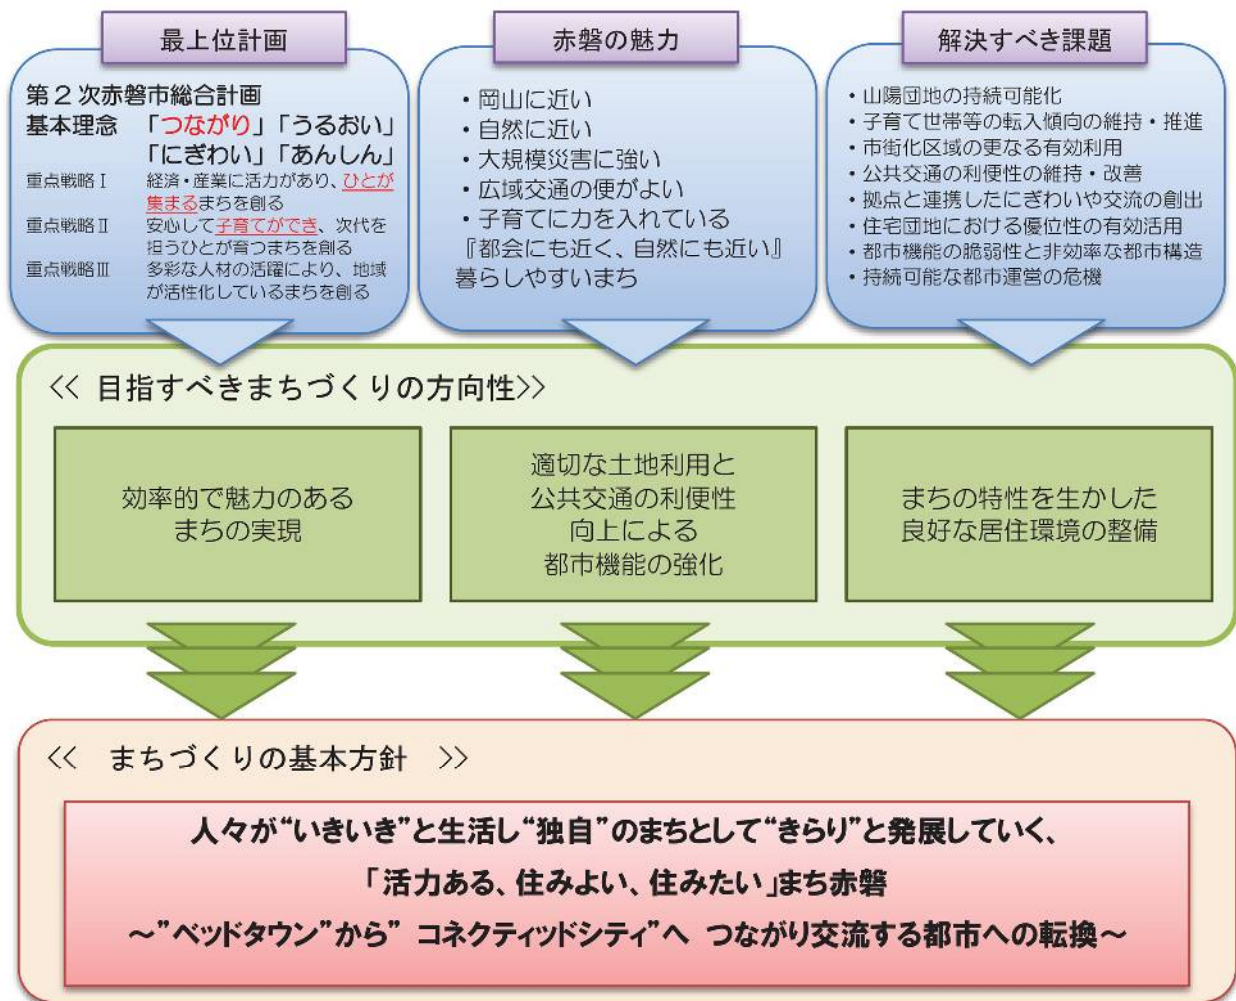 最上位計画
第2次赤磐市総合計画
基本理念 「つながり」「うるおい」
「にぎわい」「あんしん」
重点戦略Ⅰ 経済・産業に活力があり、ひとが
集まるまちを創る
重点戦略Ⅱ 安心して子育てができ、次代を
担うひとが育つまちを創る
重点戦略Ⅲ 多彩な人材の活躍により、地域
が活性化しているまちを創る
赤磐の魅力
・岡山に近い
・自然に近い
・大規模災害に強い
・広域交通の便がよい
・子育てに力を入れている
『都会にも近く、自然にも近い』
暮らしやすいまち
解決すべき課題
・山陽団地の持続可能化
・子育て世帯等の転入傾向の維持・推進
・市街化区域の更なる有効利用
・公共交通の利便性の維持・改善
・拠点と連携したにぎわいや交流の創出
・住宅団地における優位性の有効活用
・都市機能の脆弱性と非効率な都市構造
・持続可能な都市運営の危機
<< 目指すべきまちづくりの方向性>>
効率的で魅力のある
まちの実現
適切な土地利用と
公共交通の利便性
向上による
都市機能の強化
まちの特性を生かした
良好な居住環境の整備
<< まちづくりの基本方針 >>
人々が“いきいき”と生活し“独自”のまちとして“きらり”と発展していく、
「活力ある、住みよい、住みたい」まち赤磐
～”ベッドタウン”から” コネクティッドシティ”へ つながり交流する都市への転換～